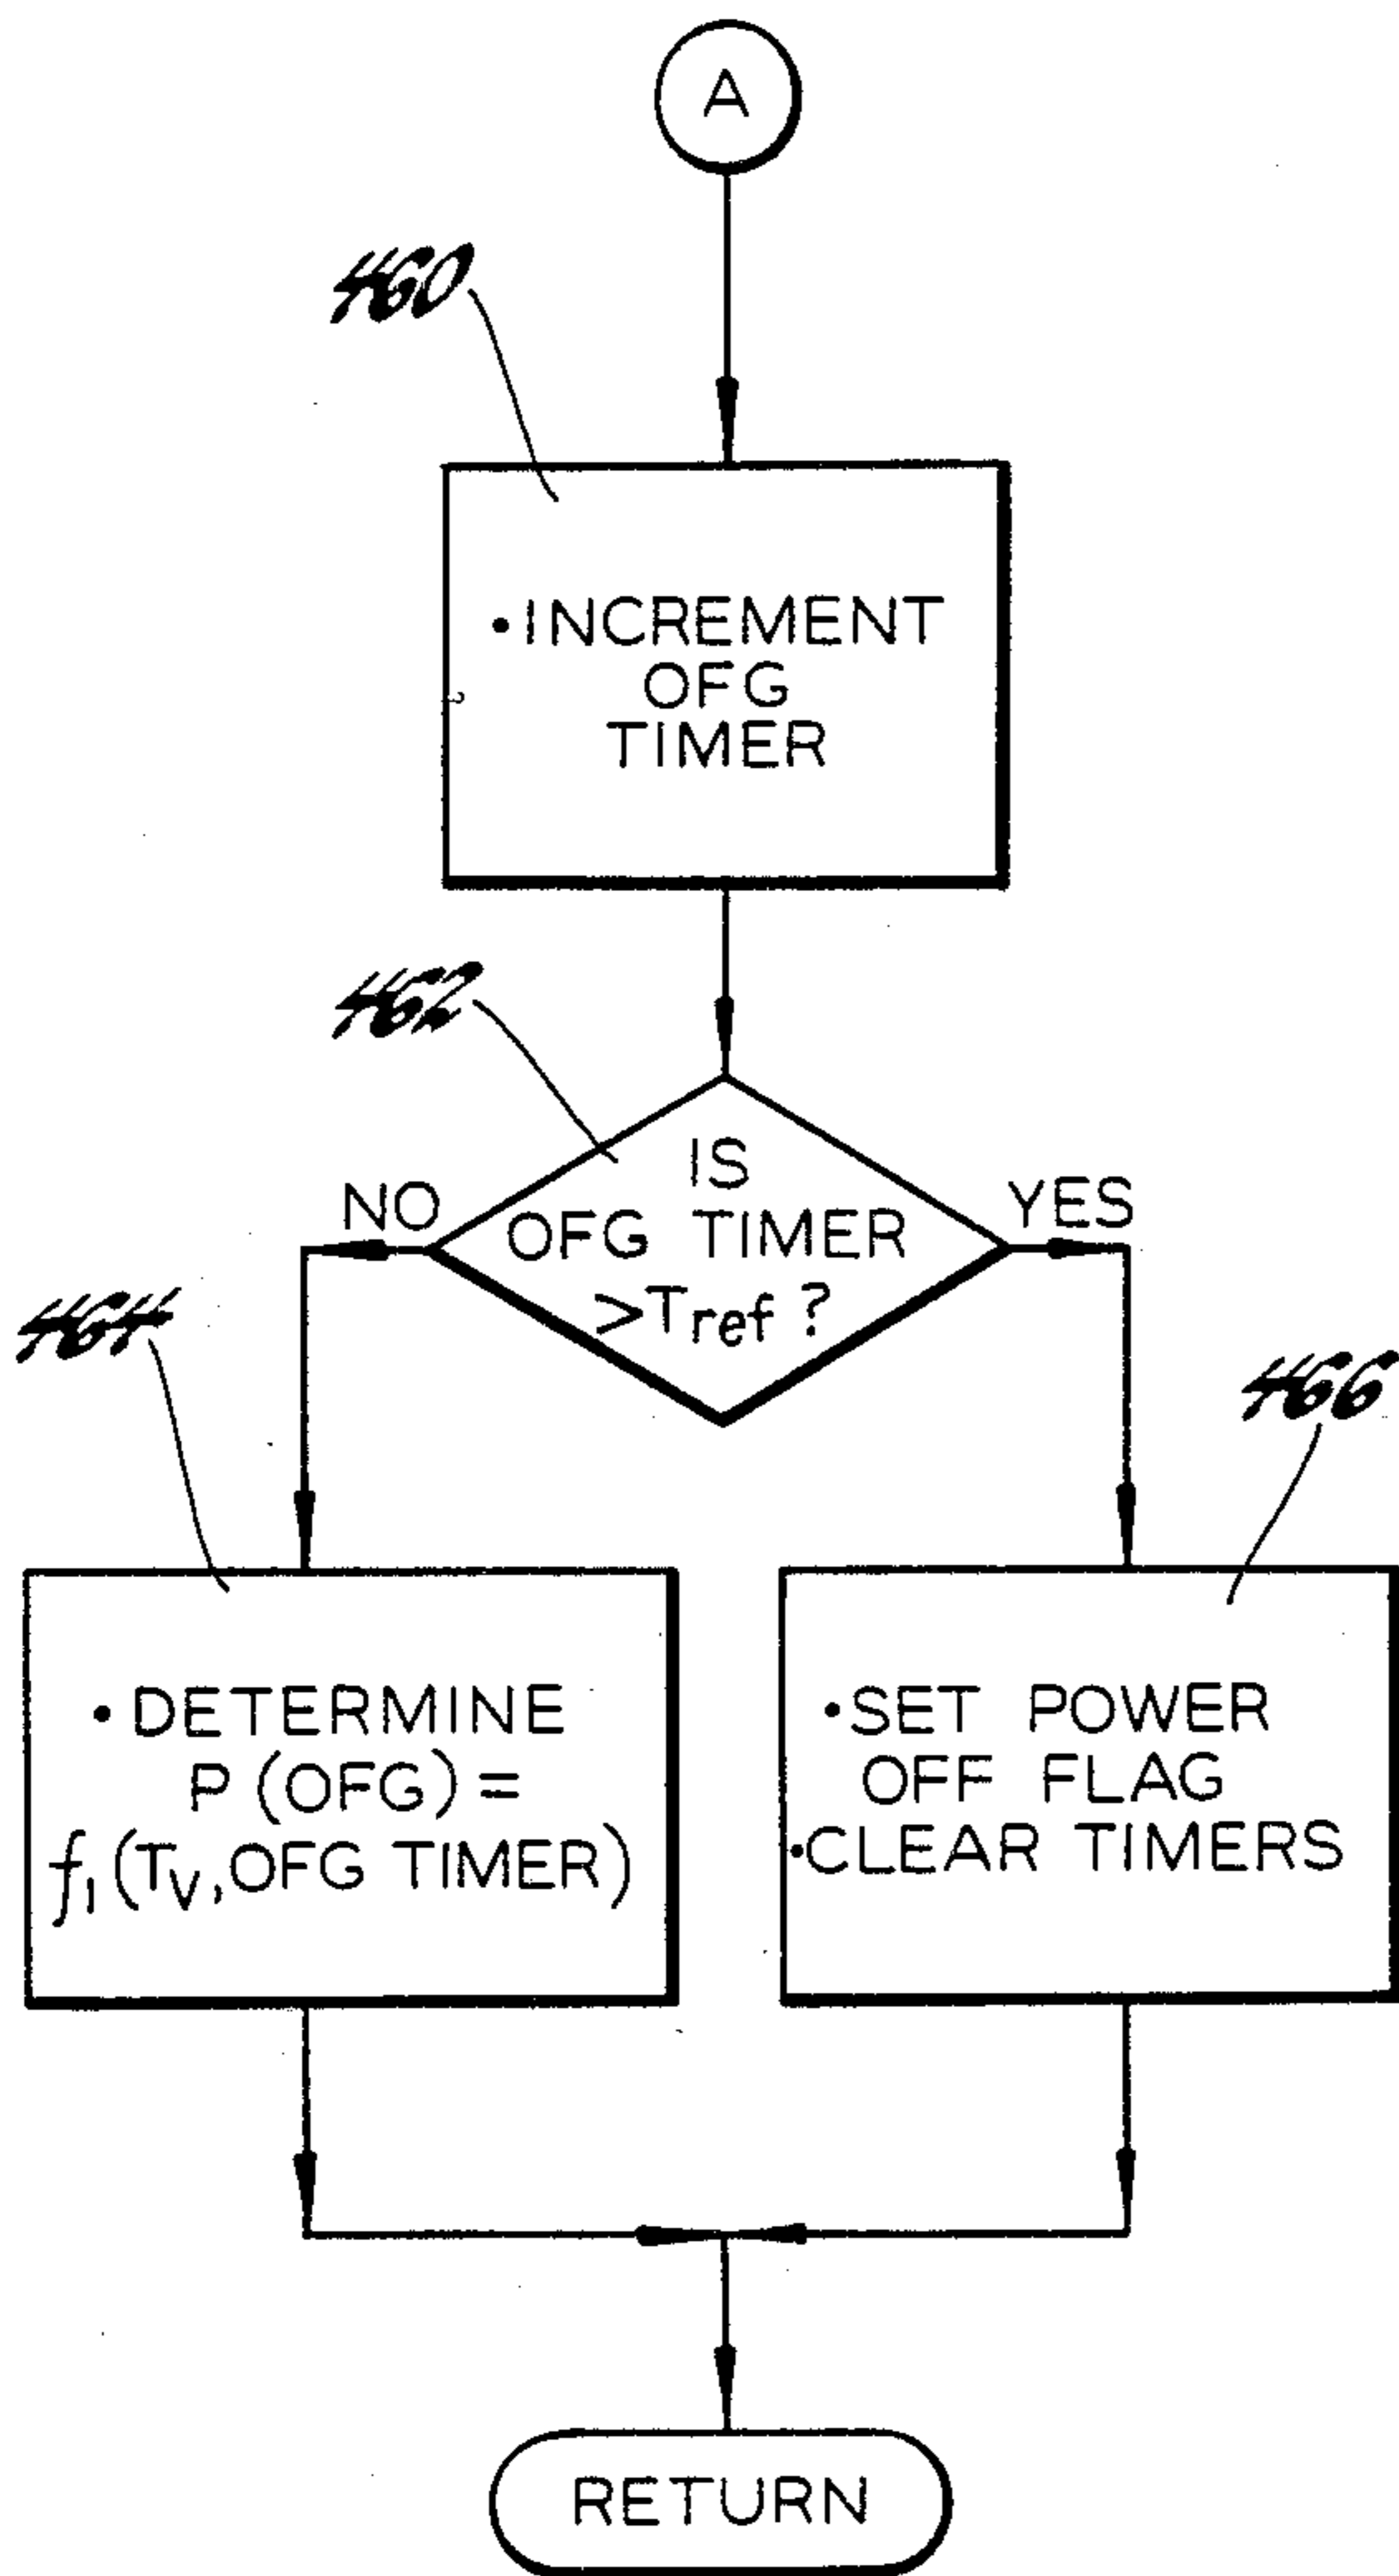 A
460
• INCREMENT
OFG
TIMER
462
IS
OFG TIMER
>Tref ?
NO
YES
464
466
• DETERMINE
P (OFG) =
f1 (TV, OFG TIMER)
• SET POWER
OFF FLAG
• CLEAR TIMERS
RETURN